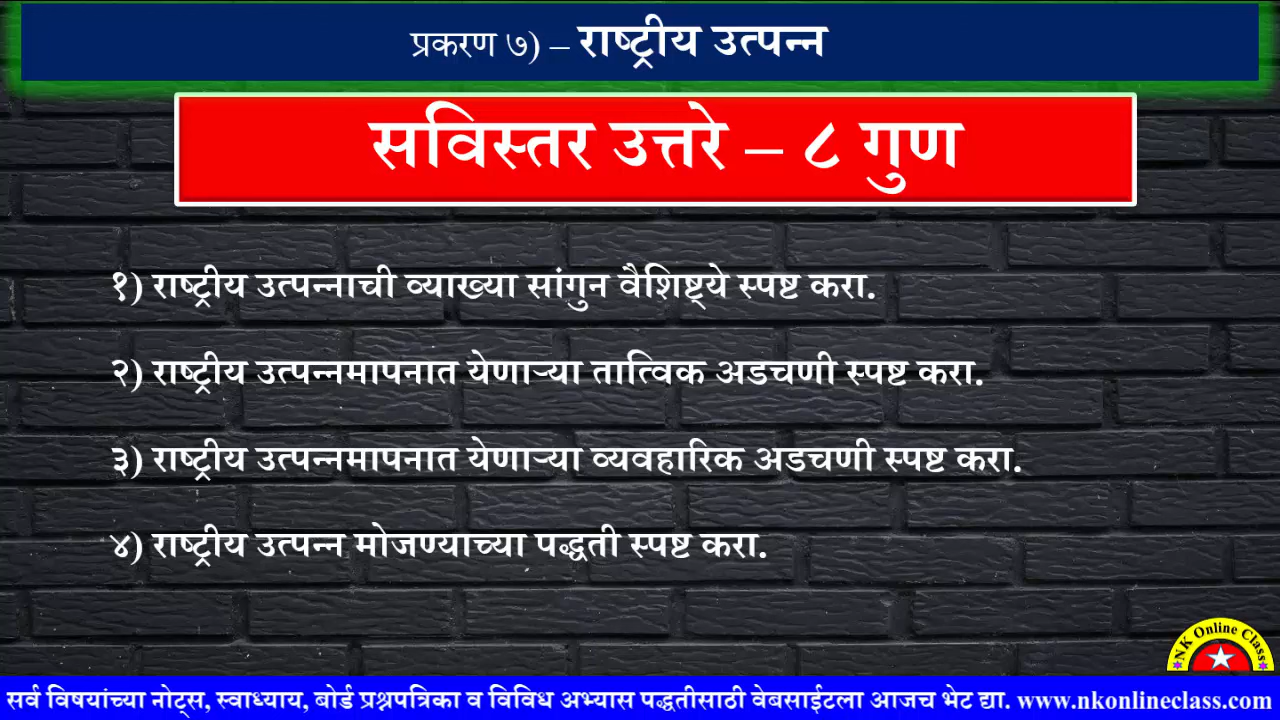 प्रकरण ७) – राष्ट्रीय उत्पन्न
सविस्तर उत्तरे – ८ गुण
१) राष्ट्रीय उत्पन्नाची व्याख्या सांगुन वैशिष्ट्ये स्पष्ट करा.
२) राष्ट्रीय उत्पन्नमापनात येणाऱ्या तात्विक अडचणी स्पष्ट करा.
३) राष्ट्रीय उत्पन्नमापनात येणाऱ्या व्यवहारिक अडचणी स्पष्ट करा.
४) राष्ट्रीय उत्पन्न मोजण्याच्या पद्धती स्पष्ट करा.
NK Online Class
सर्व विषयांच्या नोट्स, स्वाध्याय, बोर्ड प्रश्नपत्रिका व विविध अभ्यास पद्धतीसाठी वेबसाईटला आजच भेट द्या. www.nkonlineclass.com